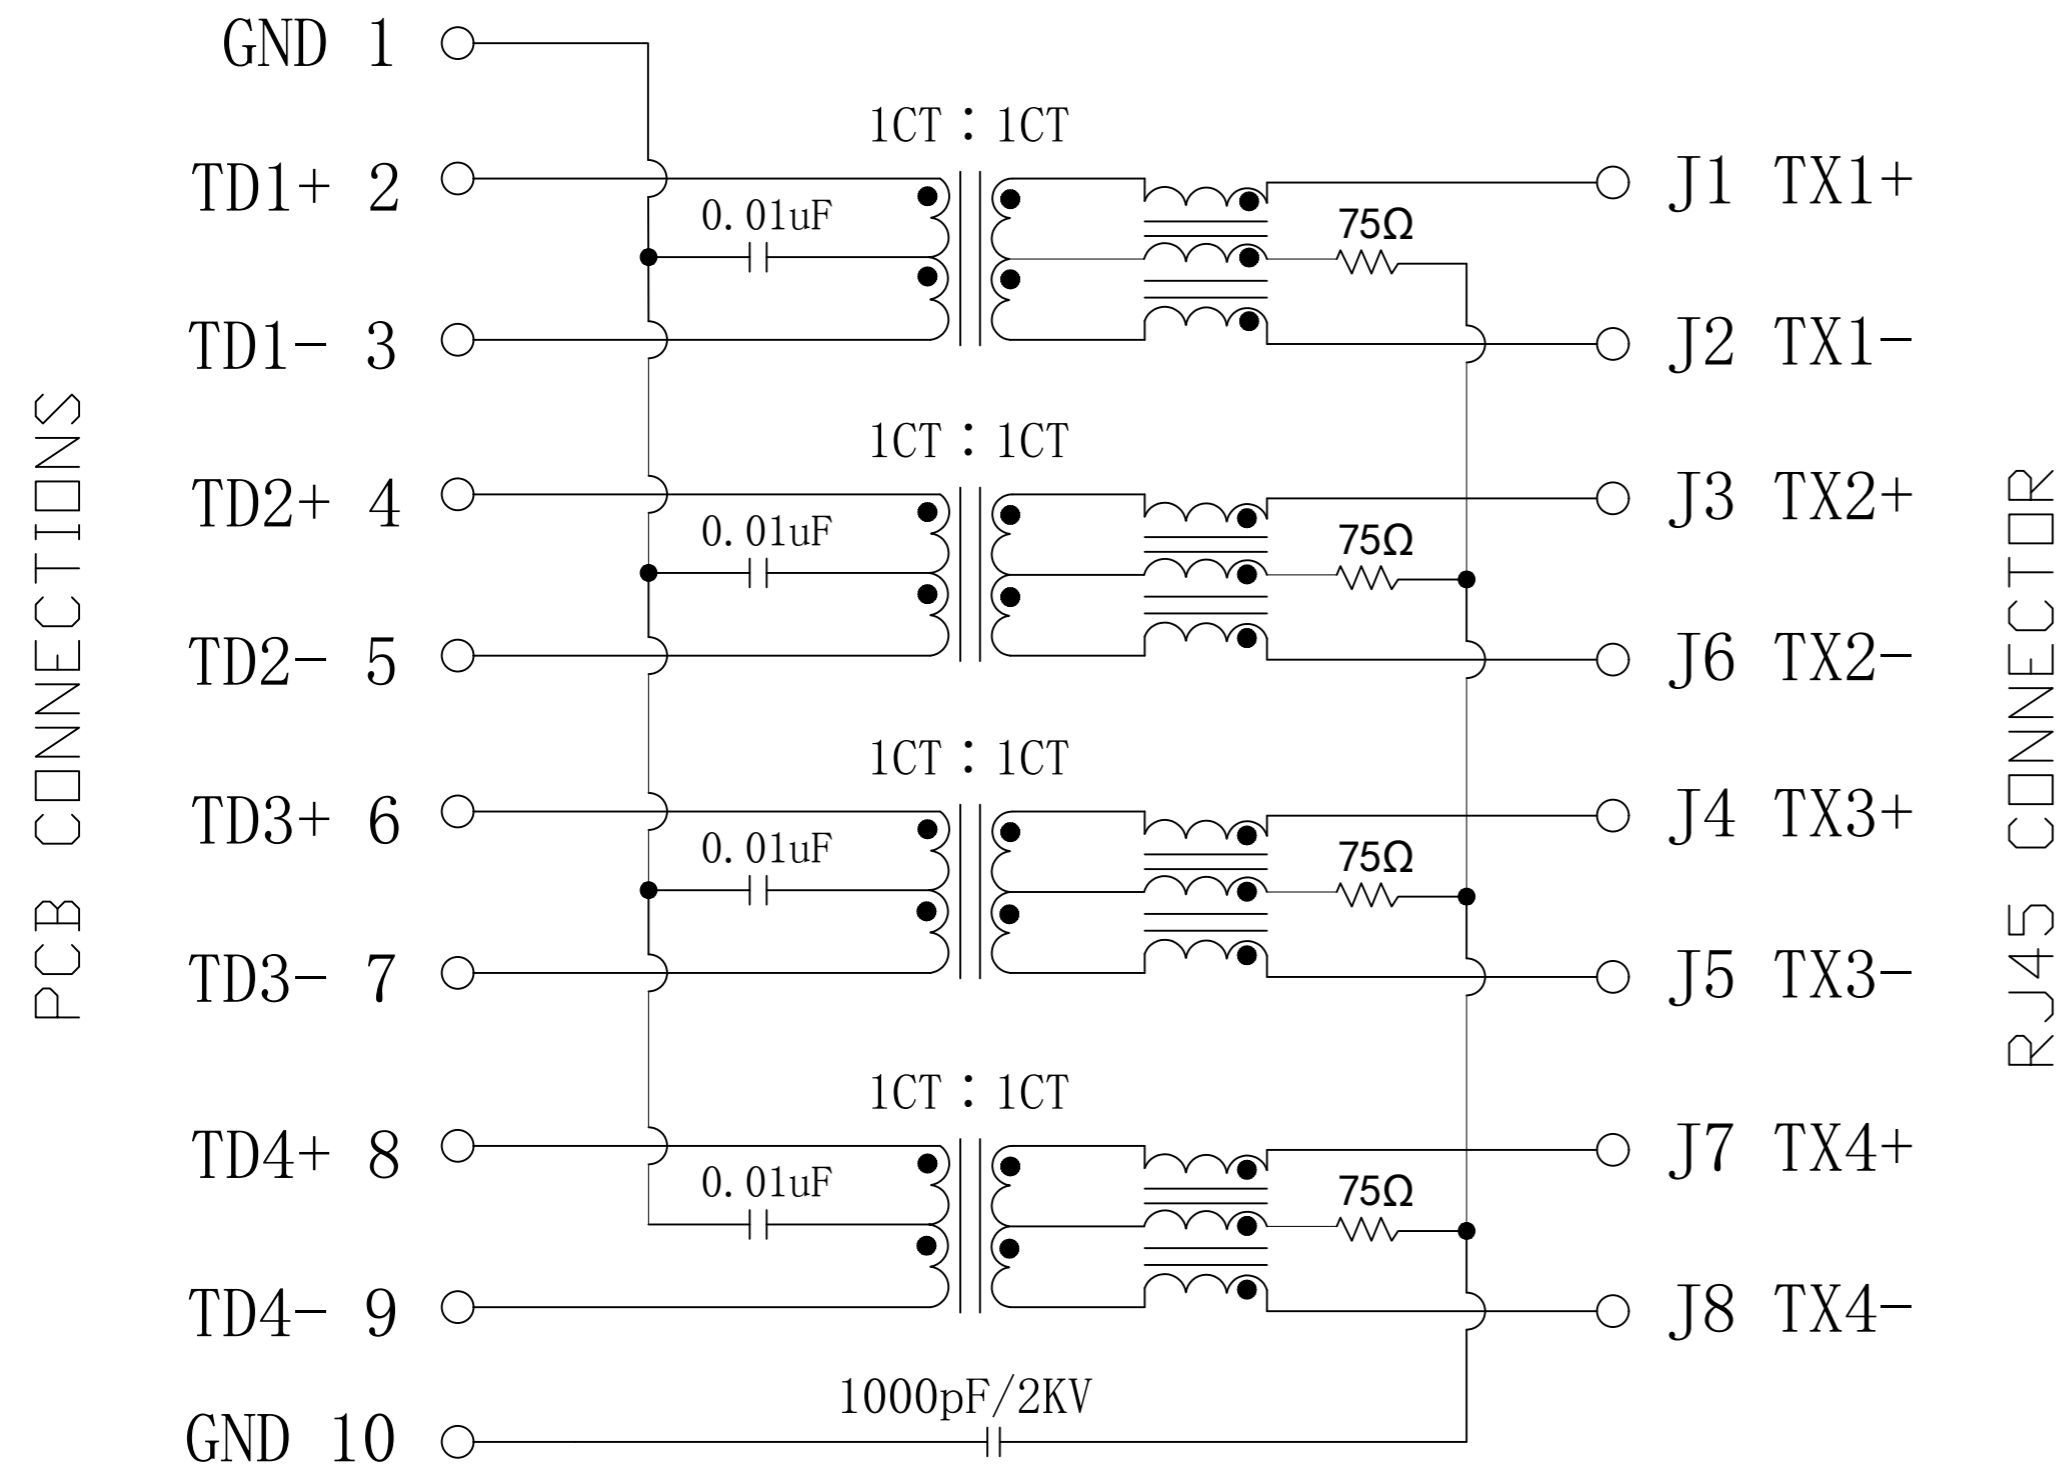 GND 1
1CT:1CT
TD1+ 2
0.01uF
75Ω
J1 TX1+
TD1- 3
J2 TX1-
1CT:1CT
TD2+ 4
0.01uF
75Ω
J3 TX2+
TD2- 5
J6 TX2-
PCB CONNECTIONS
RJ45 CONNECTOR
1CT:1CT
TD3+ 6
0.01uF
75Ω
J4 TX3+
TD3- 7
J5 TX3-
1CT:1CT
TD4+ 8
0.01uF
75Ω
J7 TX4+
TD4- 9
J8 TX4-
1000pF/2KV
GND 10